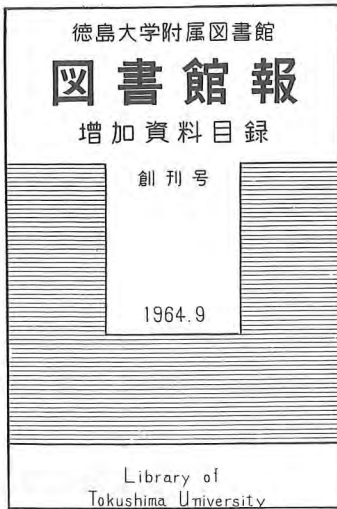 徳島大学附属図書館
図書館報
増加資料目録
創刊号
1964.9
Library of
Tokushima University